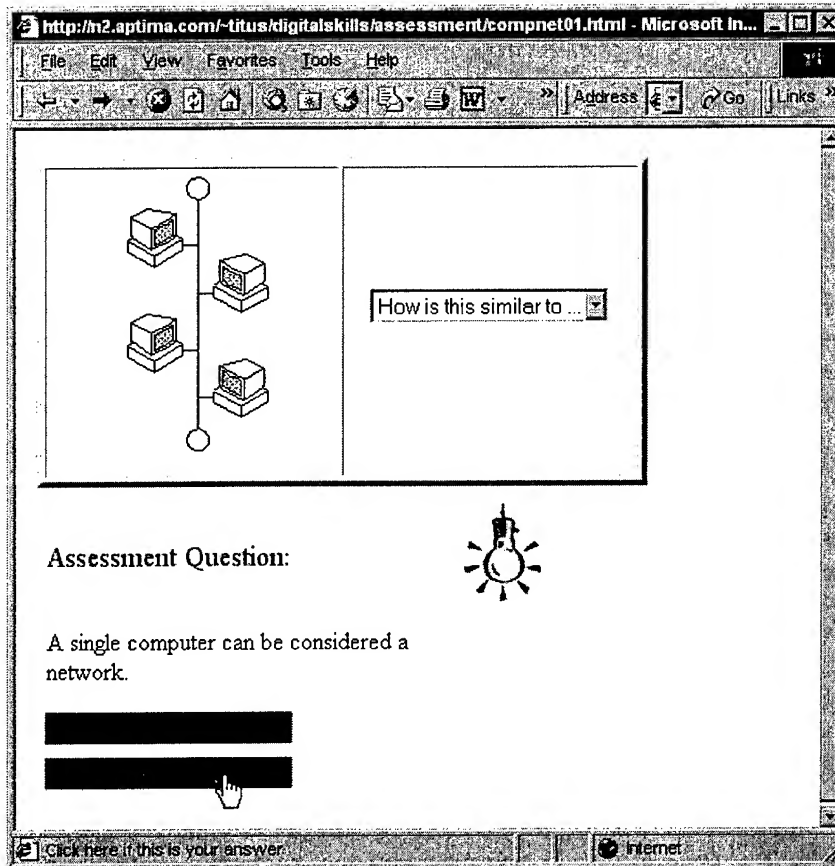 http://n2.aptima.com/~titus/digitalskills/assessment/compnet01.html - Microsoft In...
File Edit View Favorites Tools Help
W » Address Go Links »
How is this similar to ...
Assessment Question:
A single computer can be considered a
network.
Click here if this is your answer.
Internet